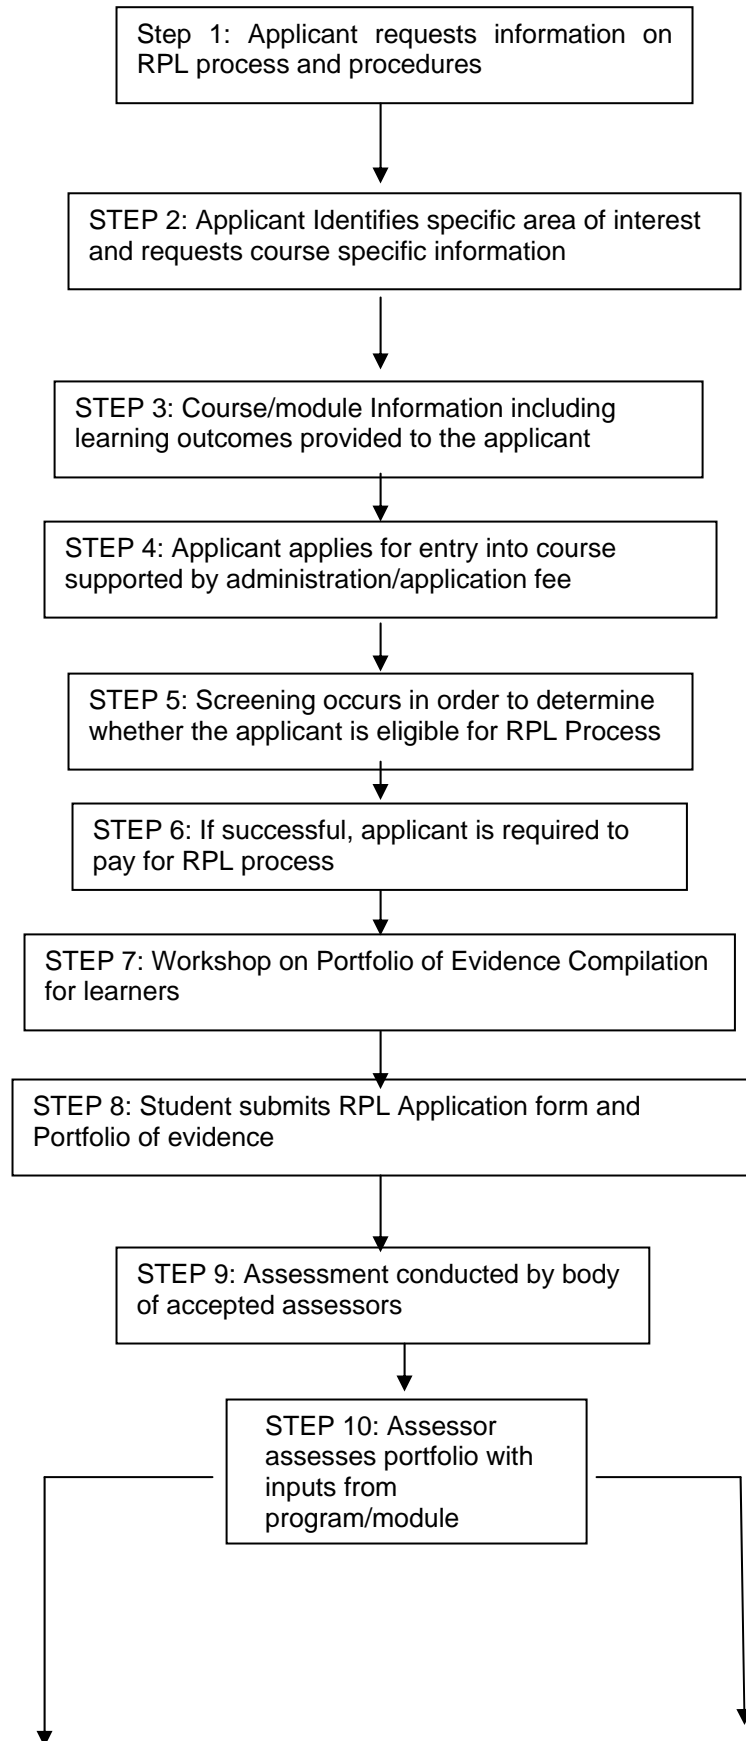 Step 1: Applicant requests information on
RPL process and procedures
STEP 2: Applicant Identifies specific area of interest
and requests course specific information
STEP 3: Course/module Information including
learning outcomes provided to the applicant
STEP 4: Applicant applies for entry into course
supported by administration/application fee
STEP 5: Screening occurs in order to determine
whether the applicant is eligible for RPL Process
STEP 6: If successful, applicant is required to
pay for RPL process
STEP 7: Workshop on Portfolio of Evidence Compilation
for learners
STEP 8: Student submits RPL Application form and
Portfolio of evidence
STEP 9: Assessment conducted by body
of accepted assessors
STEP 10: Assessor
assesses portfolio with
inputs from
program/module